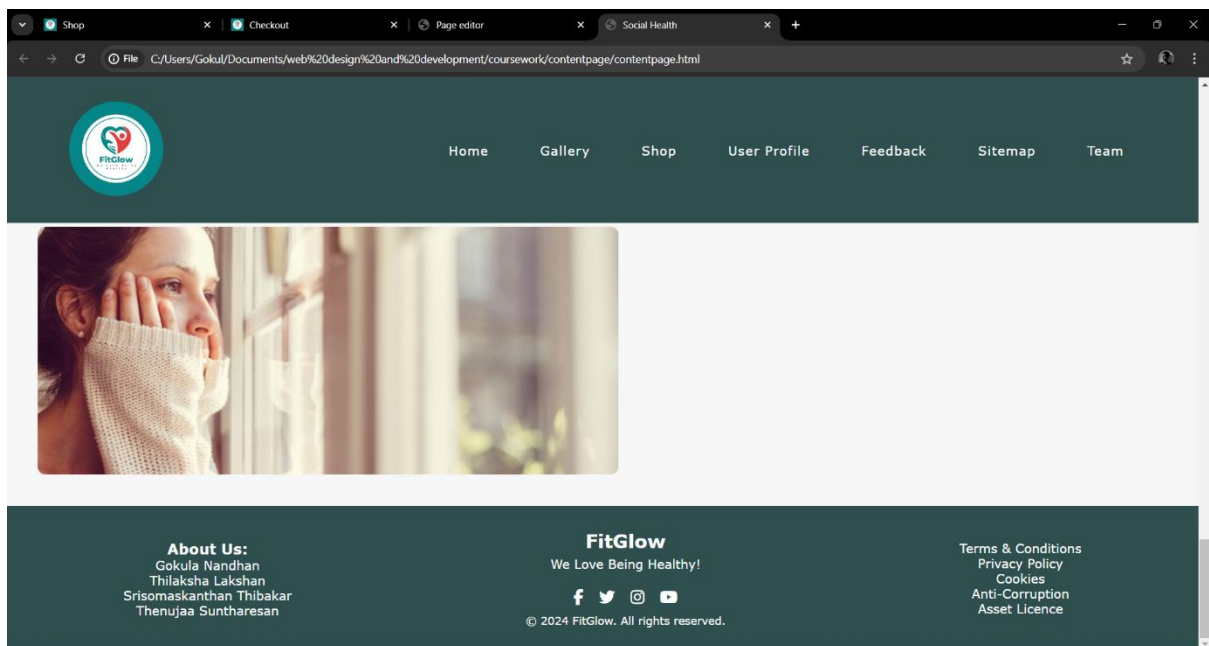 Shop
Checkout
Page editor
Social Health
File C:/Users/Gokul/Documents/web%20design%20and%20development/coursework/contentpage/contentpage.html
FitGlow
Home Gallery Shop User Profile Feedback Sitemap Team
About Us:
Gokula Nandhan
Thilaksha Lakshan
Srisomaskanthan Thibakar
Thenujaa Suntharesan
FitGlow
We Love Being Healthy!
© 2024 FitGlow. All rights reserved.
Terms & Conditions
Privacy Policy
Cookies
Anti-Corruption
Asset Licence